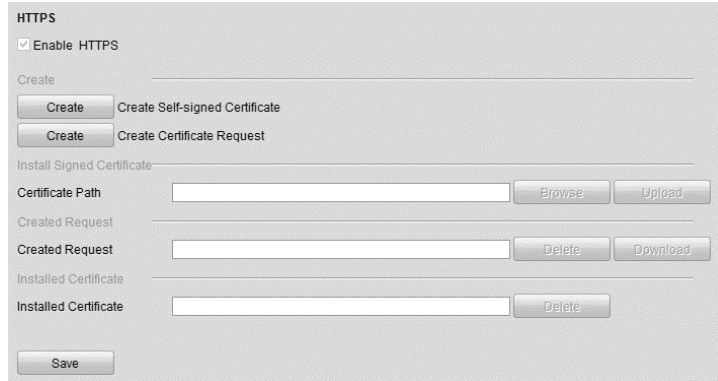 HTTPS
Enable HTTPS
Create
Create Create Self-signed Certificate
Create Create Certificate Request
Install Signed Certificate
Certificate Path Browse Upload
Created Request
Created Request Delete Download
Installed Certificate
Installed Certificate Delete
Save